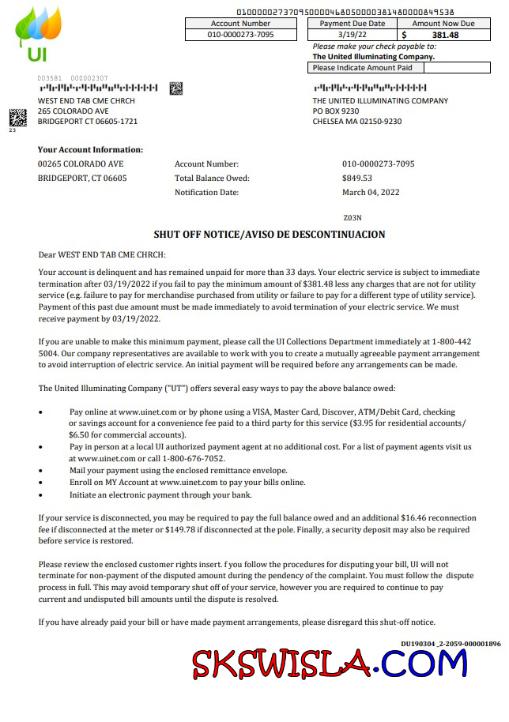 UI
010000027370950000468050000381480000849538
Account Number
Payment Due Date
Amount Now Due
010-0000273-7095
3/19/22
$ 381.48
Please make your check payable to:
The United Illuminating Company.
Please Indicate Amount Paid
003581 000002307
WEST END TAB CME CHRCH
265 COLORADO AVE
BRIDGEPORT CT 06605-1721
23
THE UNITED ILLUMINATING COMPANY
PO BOX 9230
CHELSEA MA 02150-9230
Your Account Information:
00265 COLORADO AVE
BRIDGEPORT, CT 06605
Account Number: 010-0000273-7095
Total Balance Owed: $849.53
Notification Date: March 04, 2022
Z03N
SHUT OFF NOTICE/AVISO DE DESCONTINUACION
Dear WEST END TAB CME CHRCH:
Your account is delinquent and has remained unpaid for more than 33 days. Your electric service is subject to immediate
termination after 03/19/2022 if you fail to pay the minimum amount of $381.48 less any charges that are not for utility
service (e.g. failure to pay for merchandise purchased from utility or failure to pay for a different type of utility service).
Payment of this past due amount must be made immediately to avoid termination of your electric service. We must
receive payment by 03/19/2022.
If you are unable to make this minimum payment, please call the UI Collections Department immediately at 1-800-442
5004. Our company representatives are available to work with you to create a mutually agreeable payment arrangement
to avoid interruption of electric service. An initial payment will be required before any arrangements can be made.
The United Illuminating Company ("UT") offers several easy ways to pay the above balance owed:
• Pay online at www.uinet.com or by phone using a VISA, Master Card, Discover, ATM/Debit Card, checking
or savings account for a convenience fee paid to a third party for this service ($3.95 for residential accounts/
$6.50 for commercial accounts).
• Pay in person at a local UI authorized payment agent at no additional cost. For a list of payment agents visit us
at www.uinet.com or call 1-800-676-7052.
• Mail your payment using the enclosed remittance envelope.
• Enroll on MY Account at www.uinet.com to pay your bills online.
• Initiate an electronic payment through your bank.
If your service is disconnected, you may be required to pay the full balance owed and an additional $16.46 reconnection
fee if disconnected at the meter or $149.78 if disconnected at the pole. Finally, a security deposit may also be required
before service is restored.
Please review the enclosed customer rights insert. f you follow the procedures for disputing your bill, UI will not
terminate for non-payment of the disputed amount during the pendency of the complaint. You must follow the dispute
process in full. This may avoid temporary shut off of your service, however you are required to continue to pay
current and undisputed bill amounts until the dispute is resolved.
If you have already paid your bill or have made payment arrangements, please disregard this shut-off notice.
DU190304_2-2059-000001896
SKSWISLA.COM